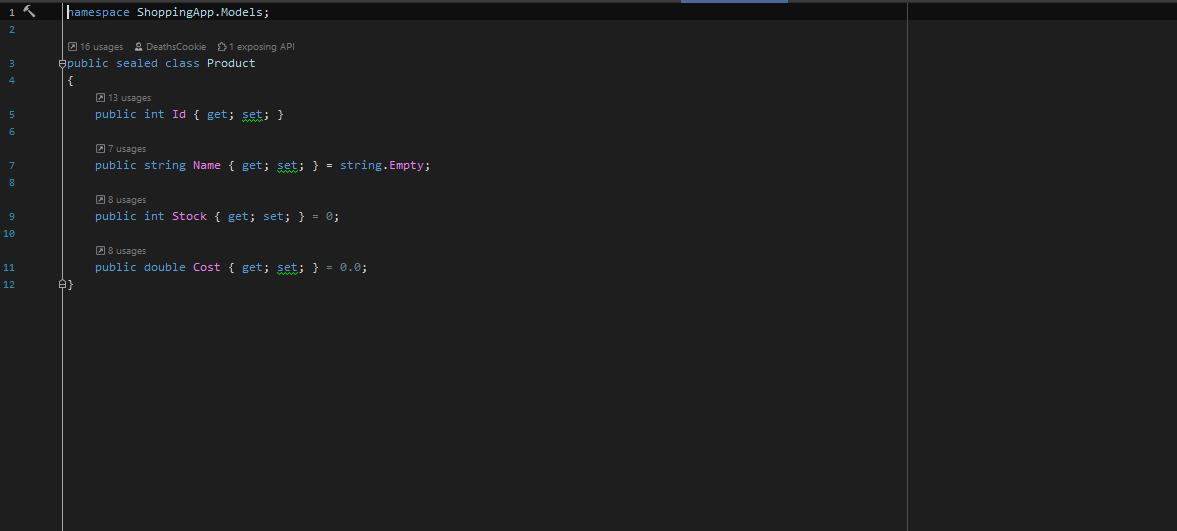 1 namespace ShoppingApp.Models;
2
16 usages DeathsCookie 1 exposing API
3 public sealed class Product
4 {
13 usages
5 public int Id { get; set; }
6
7 usages
7 public string Name { get; set; } = string.Empty;
8
8 usages
9 public int Stock { get; set; } = 0;
10
8 usages
11 public double Cost { get; set; } = 0.0;
12 }